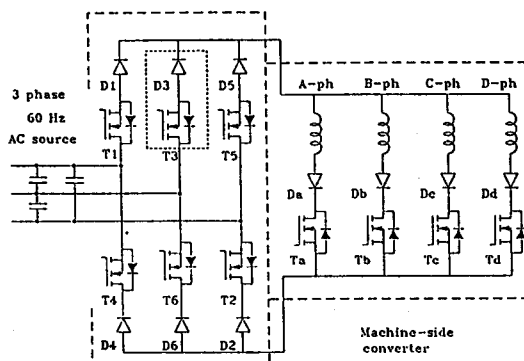 D1 D3 D5
A-ph B-ph C-ph D-ph
3 phase
60 Hz
AC source
T1 T3 T5
Da Db Dc Dd
Ta Tb Tc Td
T4 T6 T2
D4 D6 D2
Machine-side
converter